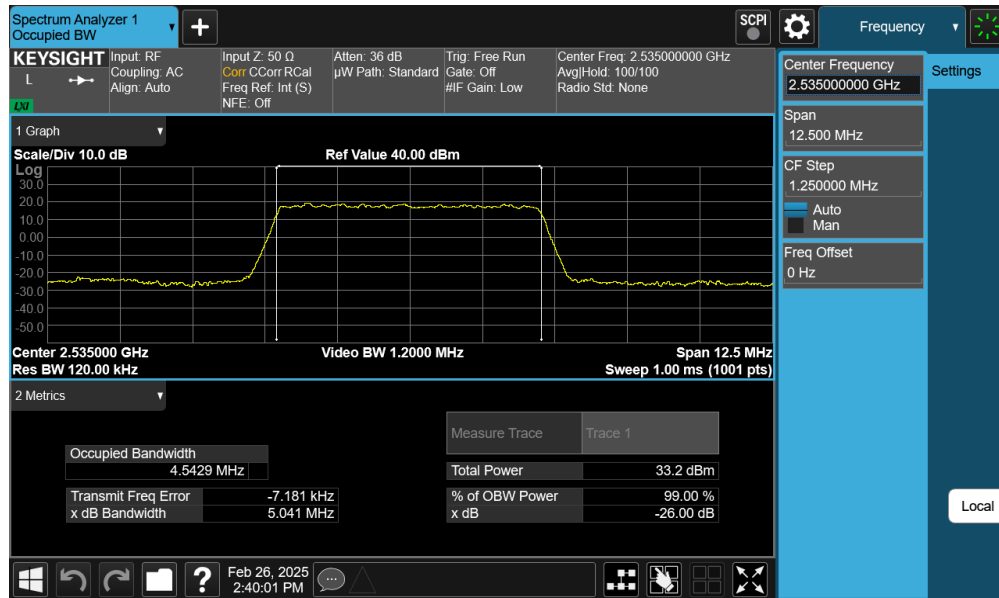 Spectrum Analyzer 1
Occupied BW
+
SCPI
Frequency
KEYSIGHT
L
LXI
Input: RF
Coupling: AC
Align: Auto
Input Z: 50 Ω
Corr CCorr RCal
Freq Ref: Int (S)
NFE: Off
Atten: 36 dB
µW Path: Standard
Trig: Free Run
Gate: Off
#IF Gain: Low
Center Freq: 2.535000000 GHz
Avg|Hold: 100/100
Radio Std: None
Center Frequency
2.535000000 GHz
Settings
Span
12.500 MHz
CF Step
1.250000 MHz
Auto
Man
Freq Offset
0 Hz
Local
1 Graph
Scale/Div 10.0 dB
Ref Value 40.00 dBm
Log
30.0
20.0
10.0
0.00
-10.0
-20.0
-30.0
-40.0
-50.0
Center 2.535000 GHz
Video BW 1.2000 MHz
Span 12.5 MHz
Res BW 120.00 kHz
Sweep 1.00 ms (1001 pts)
2 Metrics
Measure Trace
Trace 1
Occupied Bandwidth
4.5429 MHz
Total Power
33.2 dBm
Transmit Freq Error
-7.181 kHz
% of OBW Power
99.00 %
x dB Bandwidth
5.041 MHz
x dB
-26.00 dB
?
Feb 26, 2025
2:40:01 PM